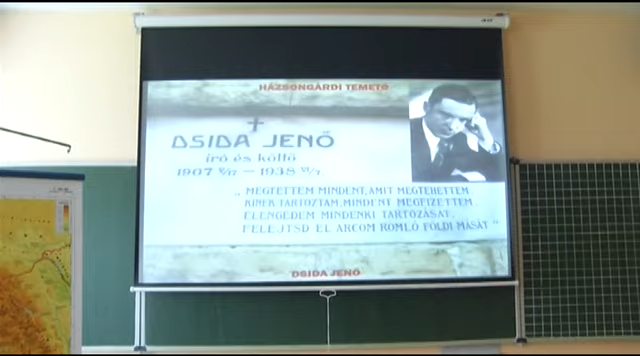 HÁZSONGÁRDI TEMETŐ
DSIDA JENŐ
író és költő
1907 V/17 – 1938 VI/7
„MEGTETTEM MINDENT, AMIT MEGTEHETTEM,
KINEK TARTOZTAM, MINDENT MEGFIZETTEM.
ELENGEDEM MINDENKI TARTOZÁSÁT,
FELEJTSD EL ARCOM ROMLÓ FÖLDI MÁSÁT"
DSIDA JENŐ